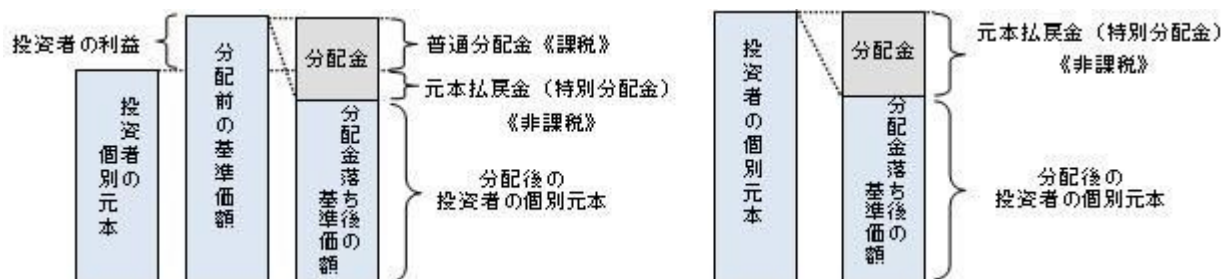 投資者の利益
投資者の
個別元本
分配前の基準価額
分配金
分配金落ち後の
基準価額
普通分配金《課税》
元本払戻金（特別分配金）
《非課税》
分配後の
投資者の個別元本
投資者の個別元本
分配金
分配金落ち後の
基準価額
元本払戻金（特別分配金）
《非課税》
分配後の
投資者の個別元本